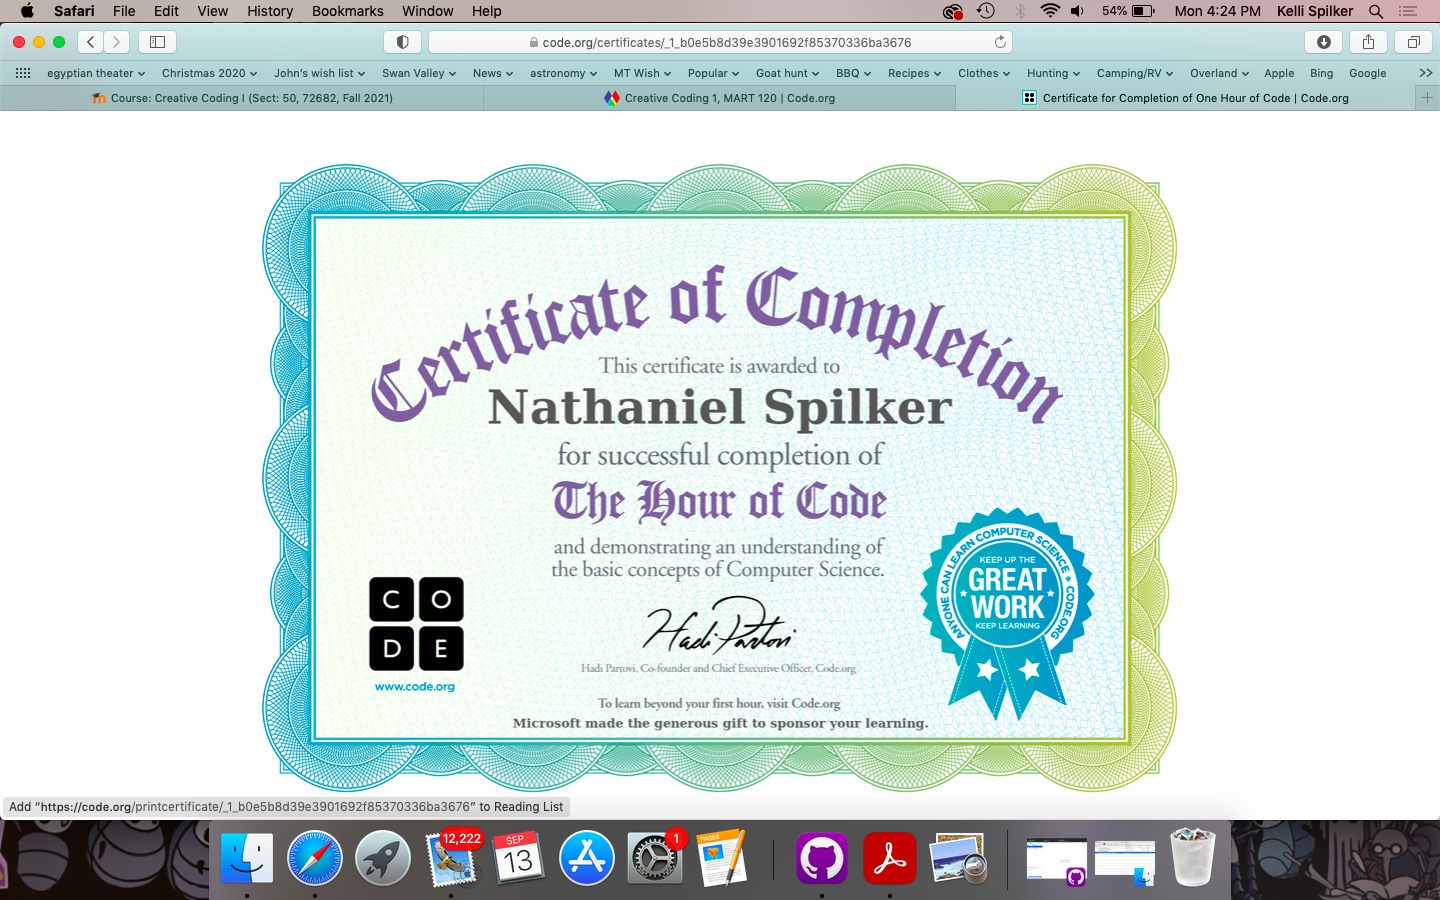 Safari File Edit View History Bookmarks Window Help 54% Mon 4:24 PM Kelli Spilker
code.org/certificates/_1_b0e5b8d39e3901692f85370336ba3676
egyptian theater Christmas 2020 John's wish list Swan Valley News astronomy MT Wish Popular Goat hunt BBQ Recipes Clothes Hunting Camping/RV Overland Apple Bing Google
Course: Creative Coding I (Sect: 50, 72682, Fall 2021) Creative Coding 1, MART 120 | Code.org Certificate for Completion of One Hour of Code | Code.org
Certificate of Completion
This certificate is awarded to
Nathaniel Spilker
for successful completion of
The Hour of Code
and demonstrating an understanding of
the basic concepts of Computer Science.
Hadi Partovi
Hadi Partovi, Co-founder and Chief Executive Officer, Code.org
To learn beyond your first hour, visit Code.org
Microsoft made the generous gift to sponsor your learning.
C O
D E
www.code.org
ANYONE CAN LEARN COMPUTER SCIENCE ★ CODE.ORG
KEEP UP THE
GREAT
WORK
KEEP LEARNING
Add “https://code.org/printcertificate/_1_b0e5b8d39e3901692f85370336ba3676” to Reading List
12,222
SEP
13
1
PAGES